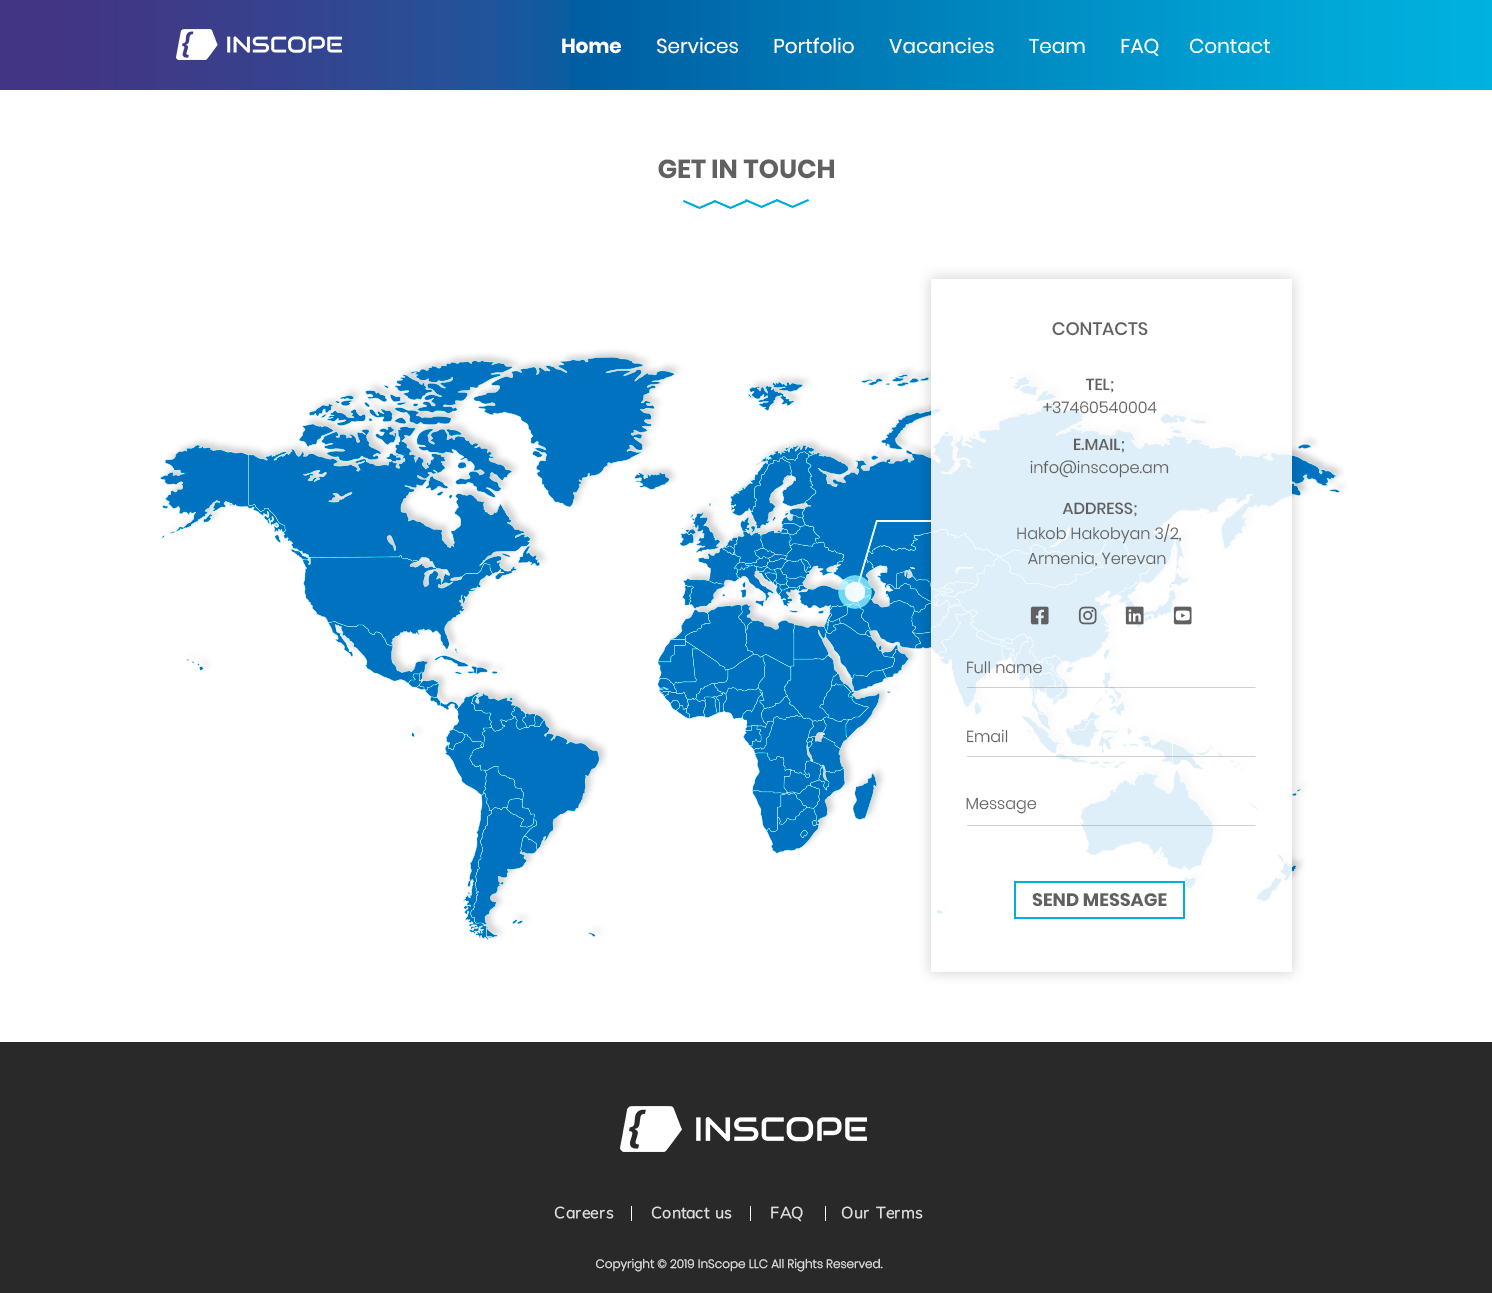 INSCOPE
Home Services Portfolio Vacancies Team FAQ Contact
GET IN TOUCH
CONTACTS
TEL;
+37460540004
E.MAIL;
info@inscope.am
ADDRESS;
Hakob Hakobyan 3/2,
Armenia, Yerevan
Full name
Email
Message
SEND MESSAGE
INSCOPE
Careers | Contact us | FAQ | Our Terms
Copyright © 2019 InScope LLC All Rights Reserved.